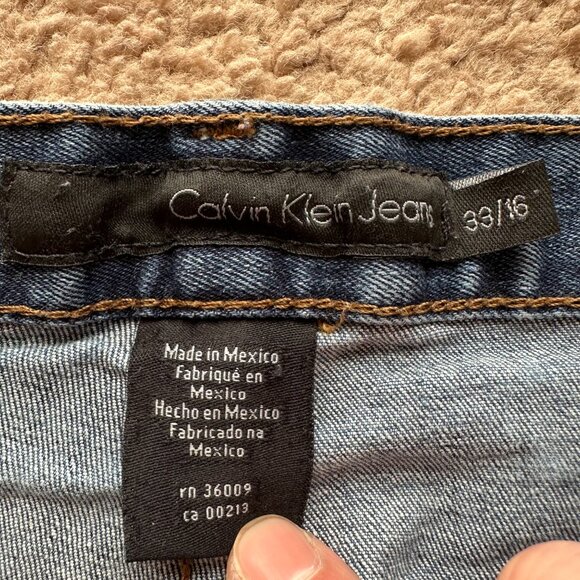 Calvin Klein Jeans
33/16
Made in Mexico
Fabriqué en
Mexico
Hecho en Mexico
Fabricado na
Mexico
rn 36009
ca 00213